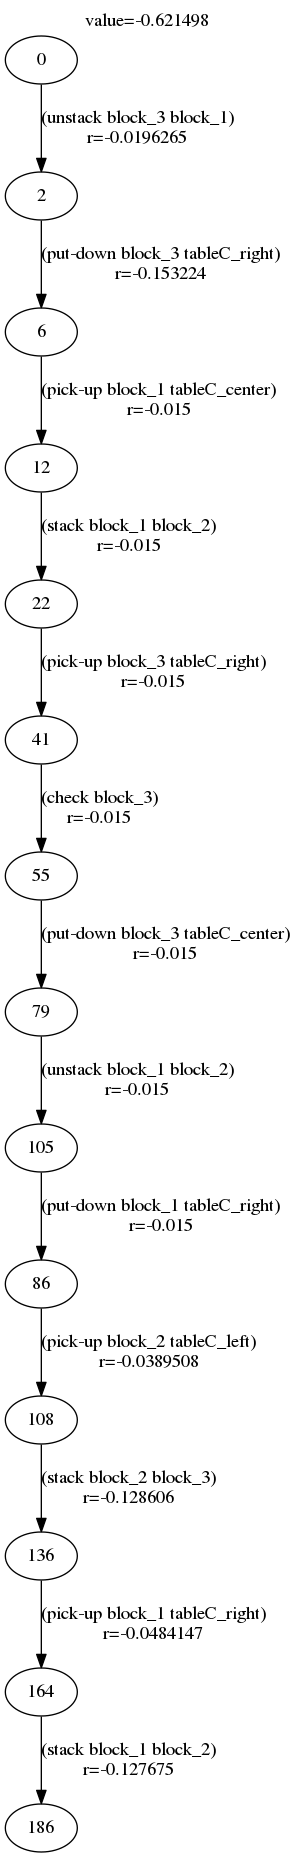 value=-0.621498
0
(unstack block_3 block_1)
r=-0.0196265
2
(put-down block_3 tableC_right)
r=-0.153224
6
(pick-up block_1 tableC_center)
r=-0.015
12
(stack block_1 block_2)
r=-0.015
22
(pick-up block_3 tableC_right)
r=-0.015
41
(check block_3)
r=-0.015
55
(put-down block_3 tableC_center)
r=-0.015
79
(unstack block_1 block_2)
r=-0.015
105
(put-down block_1 tableC_right)
r=-0.015
86
(pick-up block_2 tableC_left)
r=-0.0389508
108
(stack block_2 block_3)
r=-0.128606
136
(pick-up block_1 tableC_right)
r=-0.0484147
164
(stack block_1 block_2)
r=-0.127675
186